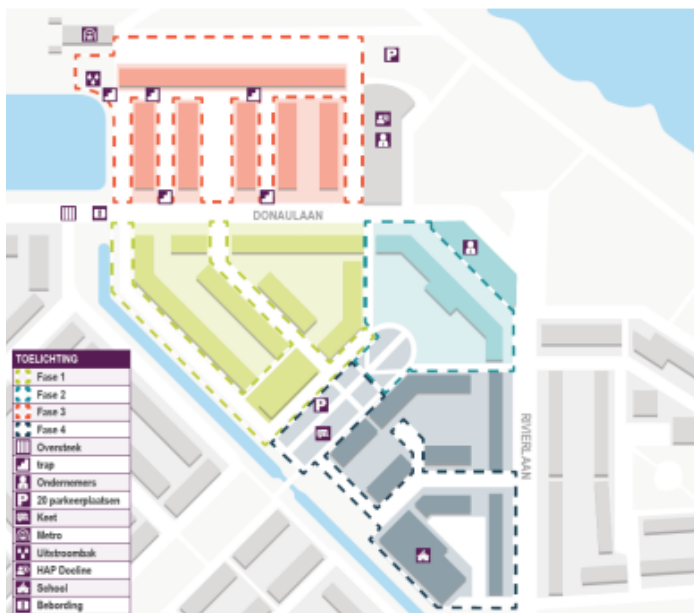 DONAULAAN
RIVIERLAAN
TOELICHTING
Fase 1
Fase 2
Fase 3
Fase 4
Oversteek
trap
Ondernemers
P 20 parkeerplaatsen
Keet
Metro
Uitstroombak
HAP Deoline
School
Bebording
P
P